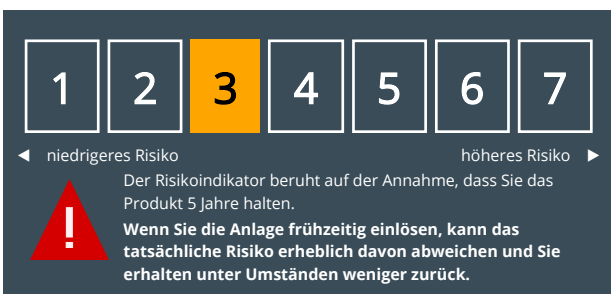 1 2 3 4 5 6 7
niedrigeres Risiko höheres Risiko
Der Risikoindikator beruht auf der Annahme, dass Sie das
Produkt 5 Jahre halten.
Wenn Sie die Anlage frühzeitig einlösen, kann das
tatsächliche Risiko erheblich davon abweichen und Sie
erhalten unter Umständen weniger zurück.
!